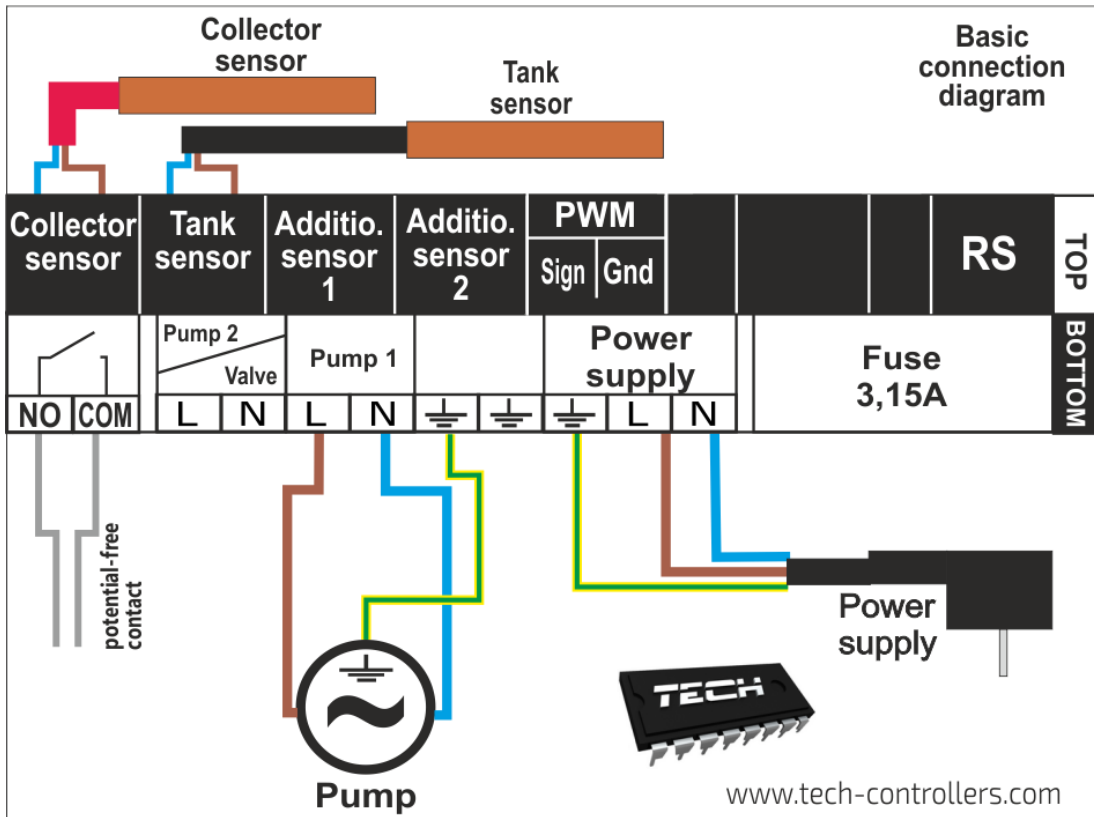 Collector
sensor
Tank
sensor
Basic
connection
diagram
Collector
sensor
Tank
sensor
Additio.
sensor
1
Additio.
sensor
2
PWM
Sign Gnd
RS
TOP
Pump 2
Valve
Pump 1
Power
supply
Fuse
3,15A
BOTTOM
NO COM L N L N L N
potential-free
contact
Power
supply
TECH
Pump
www.tech-controllers.com